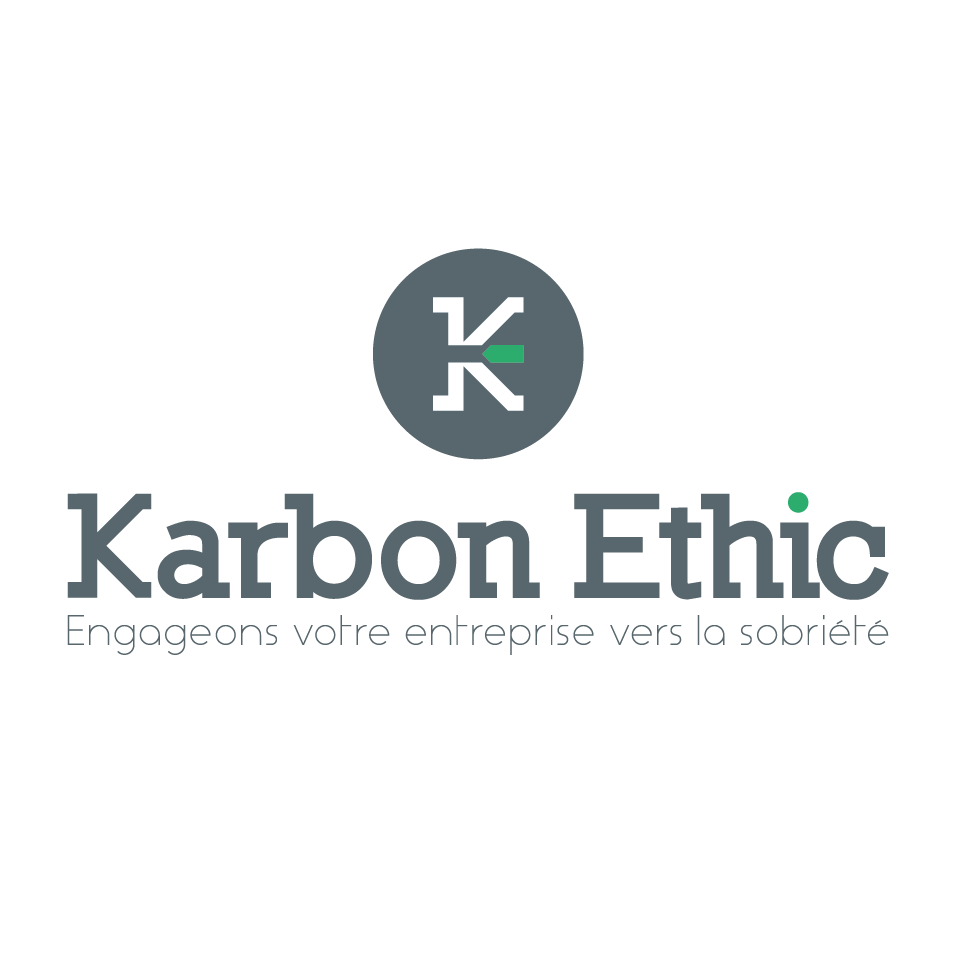 K
Karbon Ethic
Engageons votre entreprise vers la sobriété